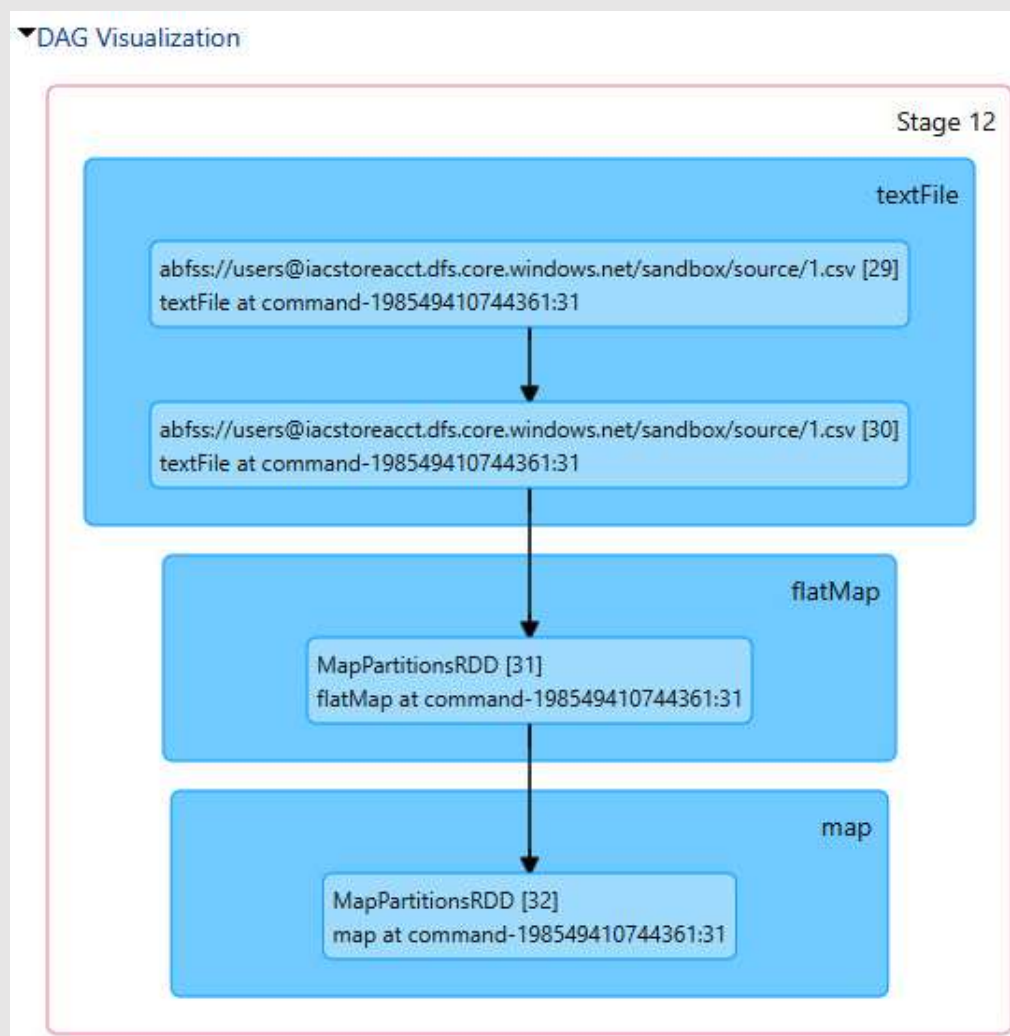 DAG Visualization
Stage 12
textFile
abfss://users@iacstoreacct.dfs.core.windows.net/sandbox/source/1.csv [29]
textFile at command-198549410744361:31
abfss://users@iacstoreacct.dfs.core.windows.net/sandbox/source/1.csv [30]
textFile at command-198549410744361:31
flatMap
MapPartitionsRDD [31]
flatMap at command-198549410744361:31
map
MapPartitionsRDD [32]
map at command-198549410744361:31